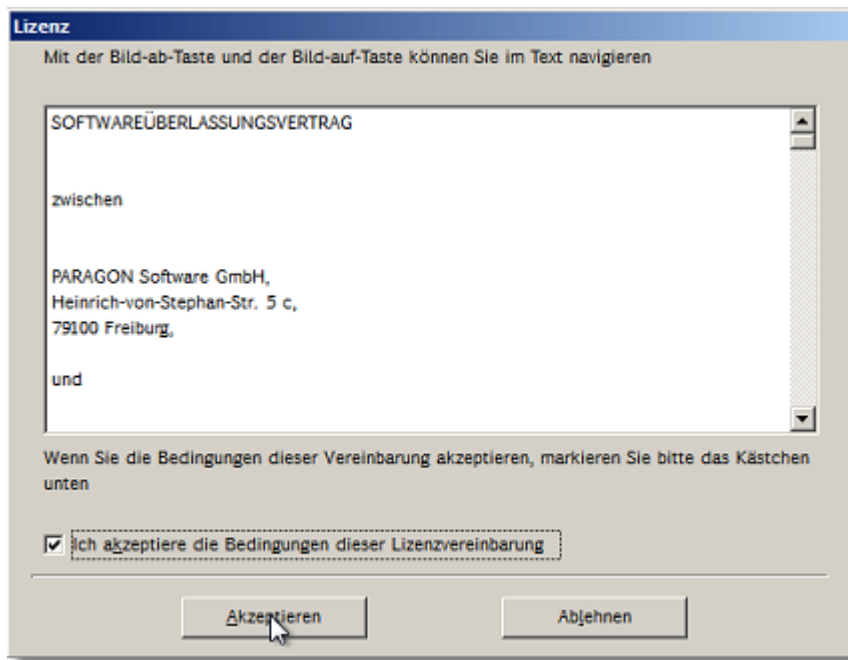 Lizenz
Mit der Bild-ab-Taste und der Bild-auf-Taste können Sie im Text navigieren
SOFTWAREÜBERLASSUNGSVERTRAG
zwischen
PARAGON Software GmbH,
Heinrich-von-Stephan-Str. 5 c,
79100 Freiburg,
und
Wenn Sie die Bedingungen dieser Vereinbarung akzeptieren, markieren Sie bitte das Kästchen
unten
Ich akzeptiere die Bedingungen dieser Lizenzvereinbarung
Akzeptieren
Ablehnen